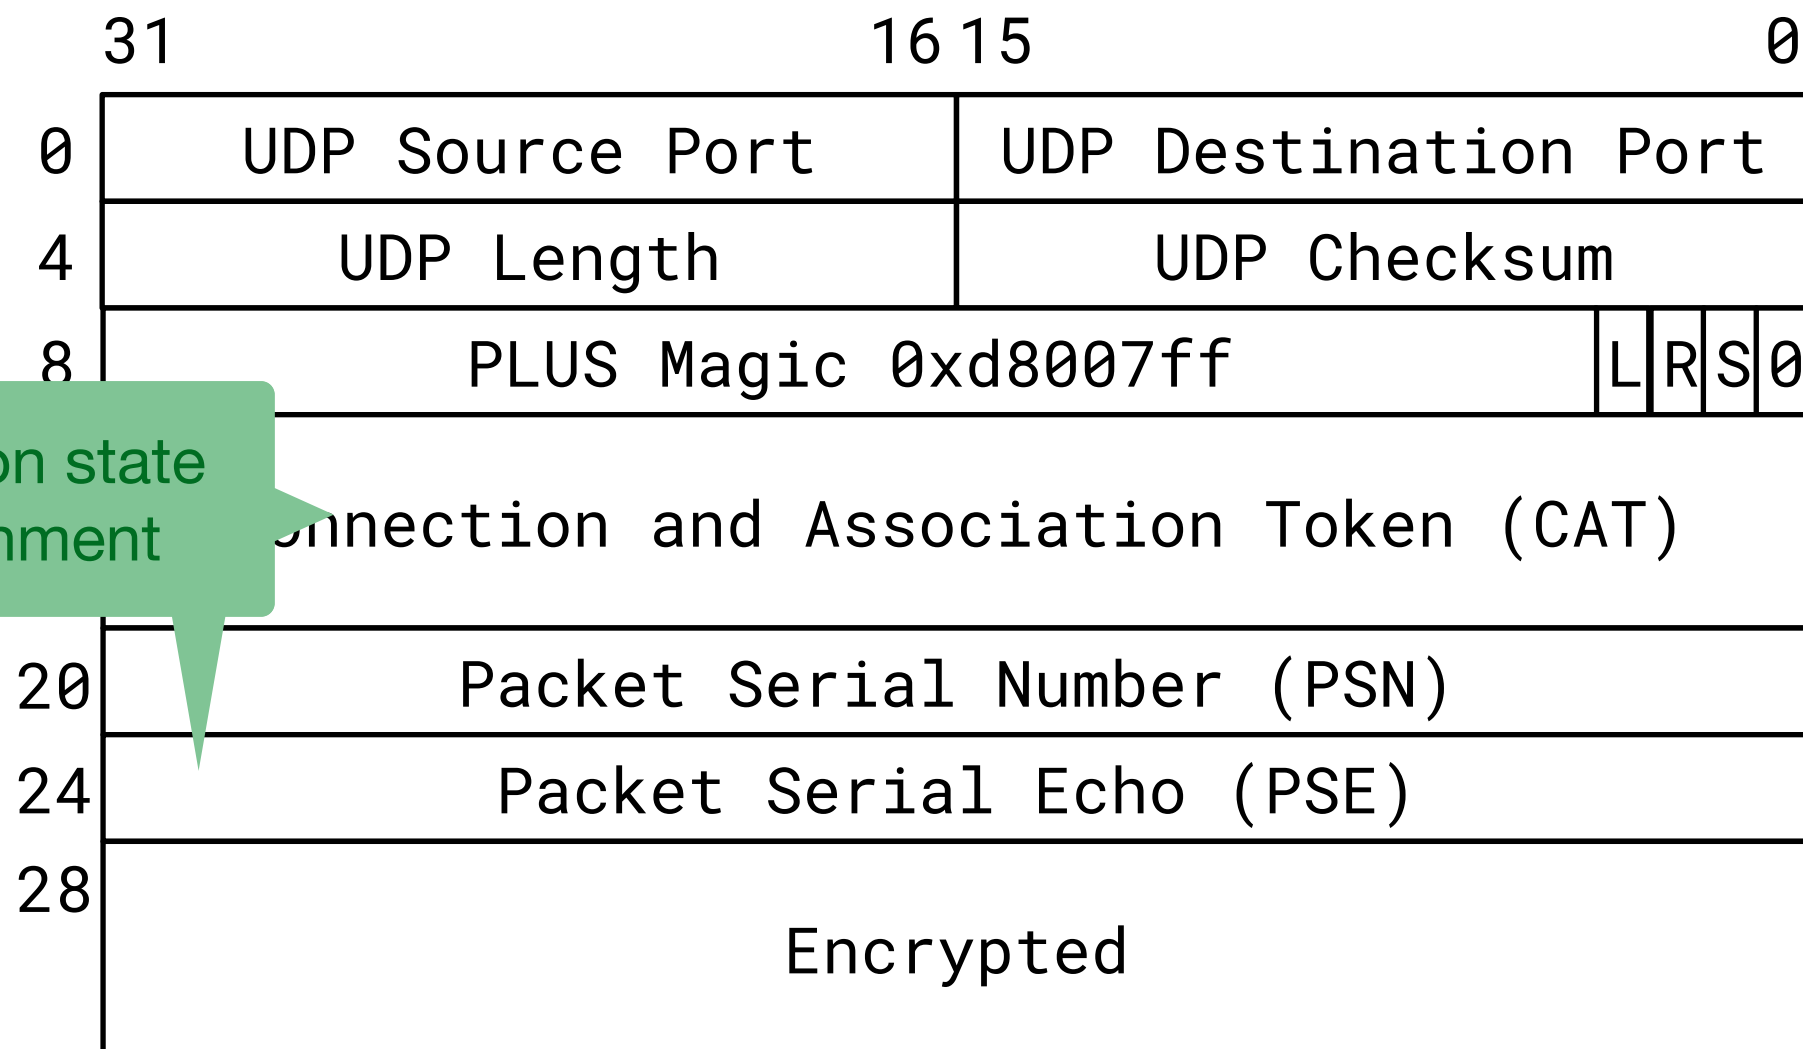 31 16 15 0
0 UDP Source Port UDP Destination Port
4 UDP Length UDP Checksum
8 PLUS Magic 0xd8007ff L R S 0
on state
nment
onnection and Association Token (CAT)
20 Packet Serial Number (PSN)
24 Packet Serial Echo (PSE)
28
Encrypted